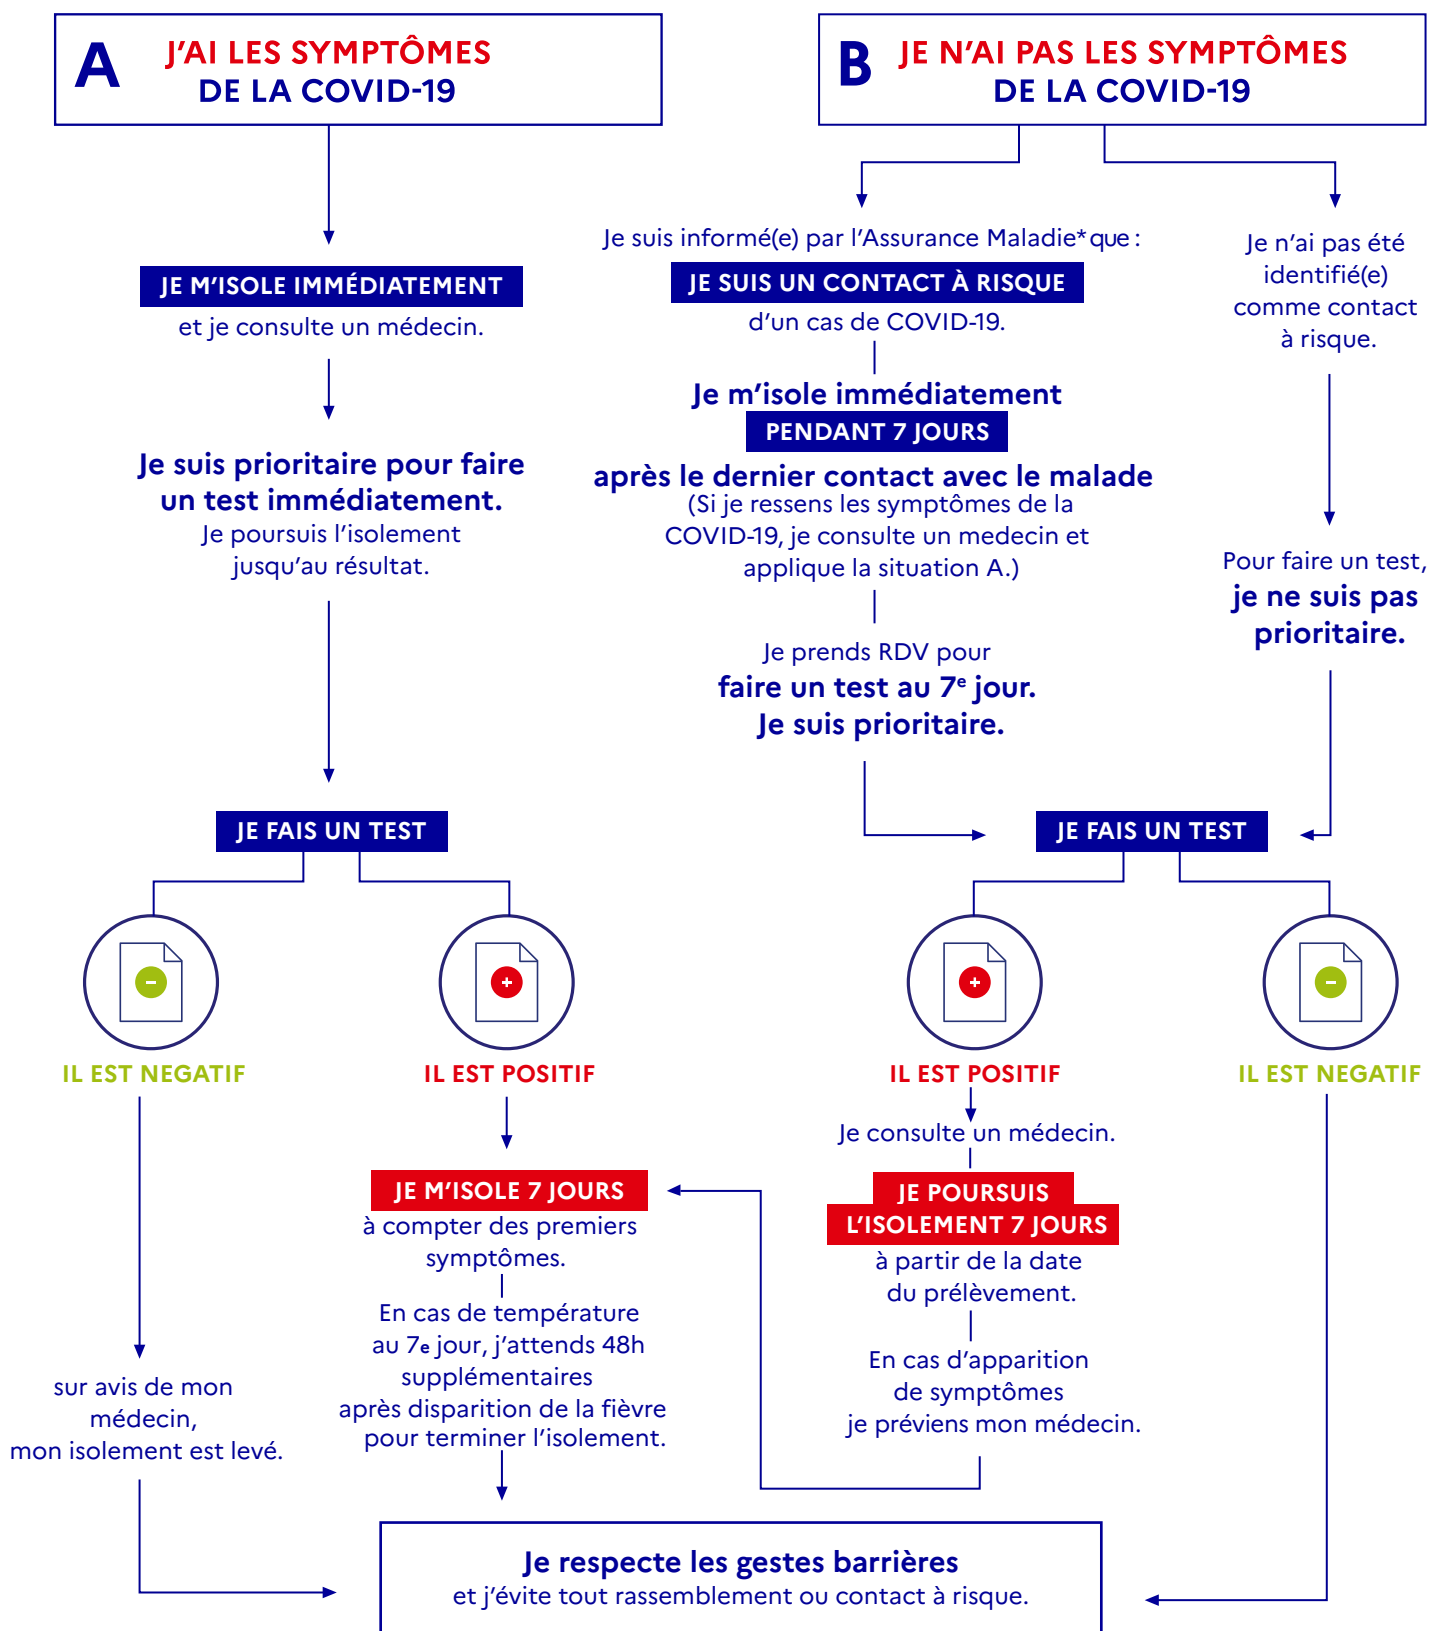 A
J'AI LES SYMPTÔMES
DE LA COVID-19
JE M'ISOLE IMMÉDIATEMENT
et je consulte un médecin.
Je suis prioritaire pour faire
un test immédiatement.
Je poursuis l'isolement
jusqu'au résultat.
JE FAIS UN TEST
-
IL EST NEGATIF
sur avis de mon
médecin,
mon isolement est levé.
+
IL EST POSITIF
JE M'ISOLE 7 JOURS
à compter des premiers
symptômes.
En cas de température
au 7e jour, j'attends 48h
supplémentaires
après disparition de la fièvre
pour terminer l'isolement.
B
JE N'AI PAS LES SYMPTÔMES
DE LA COVID-19
Je suis informé(e) par l'Assurance Maladie* que :
JE SUIS UN CONTACT À RISQUE
d'un cas de COVID-19.
Je m'isole immédiatement
PENDANT 7 JOURS
après le dernier contact avec le malade
(Si je ressens les symptômes de la
COVID-19, je consulte un medecin et
applique la situation A.)
Je prends RDV pour
faire un test au 7e jour.
Je suis prioritaire.
Je n'ai pas été
identifié(e)
comme contact
à risque.
Pour faire un test,
je ne suis pas
prioritaire.
JE FAIS UN TEST
+
IL EST POSITIF
Je consulte un médecin.
JE POURSUIS
L'ISOLEMENT 7 JOURS
à partir de la date
du prélèvement.
En cas d'apparition
de symptômes
je préviens mon médecin.
-
IL EST NEGATIF
Je respecte les gestes barrières
et j'évite tout rassemblement ou contact à risque.